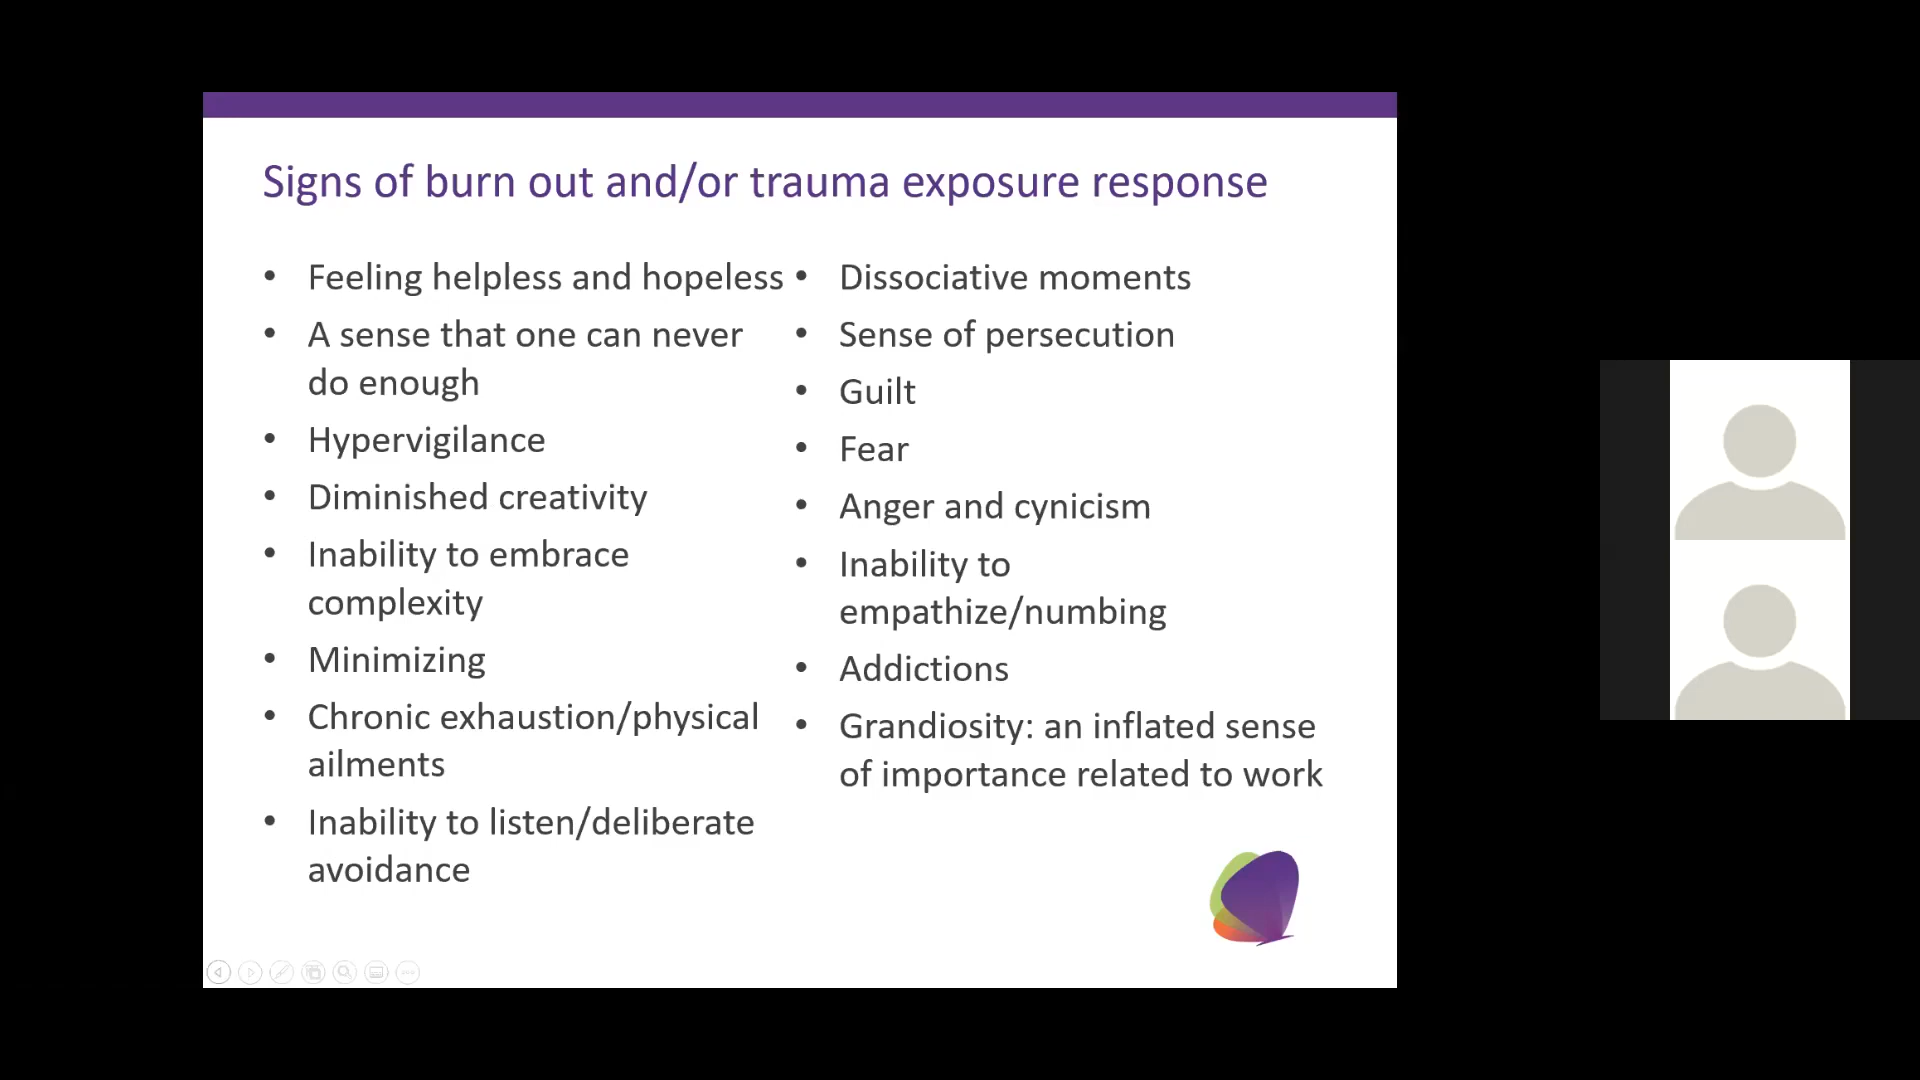 Signs of burn out and/or trauma exposure response
• Feeling helpless and hopeless
• A sense that one can never
do enough
• Hypervigilance
• Diminished creativity
• Inability to embrace
complexity
• Minimizing
• Chronic exhaustion/physical
ailments
• Inability to listen/deliberate
avoidance
• Dissociative moments
• Sense of persecution
• Guilt
• Fear
• Anger and cynicism
• Inability to
empathize/numbing
• Addictions
• Grandiosity: an inflated sense
of importance related to work